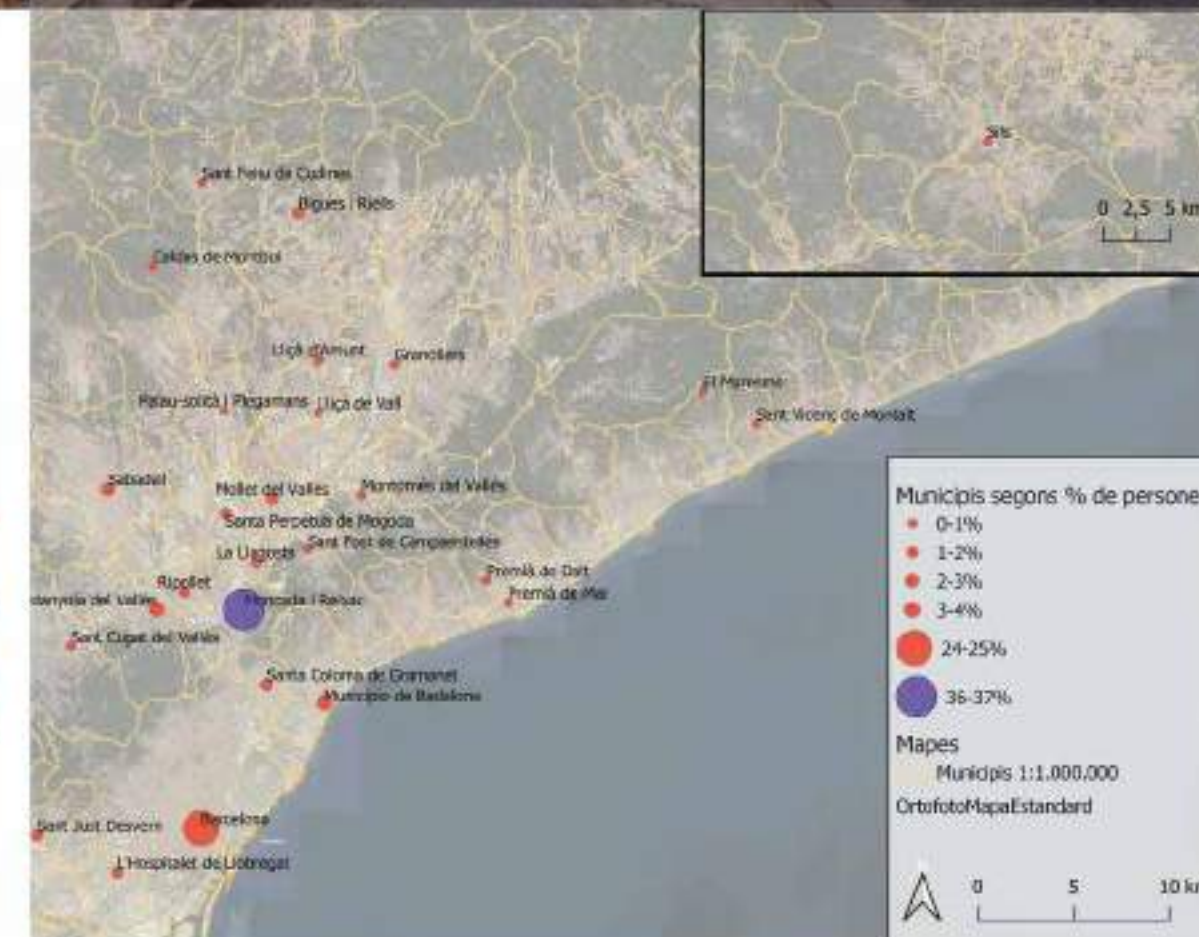 Sils
0 2,5 5 km
Sant Feliu de Codines
Bigues i Riells
Caldes de Montbui
Lliçà d'Amunt
Granollers
Palau-solità i Plegamans
Lliçà de Vall
El Maresme
Sant Vicenç de Montalt
Sabadell
Mollet del Vallès
Montornès del Vallès
Santa Perpètua de Mogoda
Sant Fost de Campsentelles
La Llagosta
Premià de Dalt
Ripollet
Premià de Mar
danyola del Vallès
Montcada i Reixac
Sant Cugat del Vallès
Santa Coloma de Gramanet
Municipio de Badalona
Barcelona
Sant Just Desvern
L'Hospitalet de Llobregat
Municipis segons % de persone
0-1%
1-2%
2-3%
3-4%
24-25%
36-37%
Mapes
Municipis 1:1.000.000
OrtofotoMapaEstandard
0 5 10 km